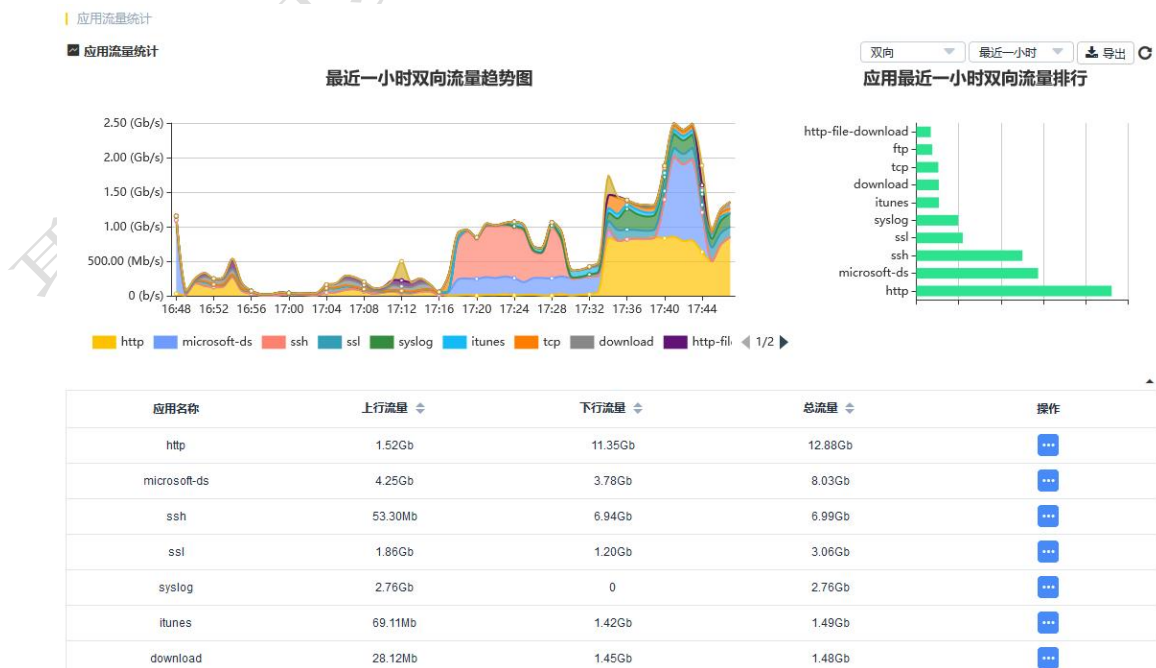 应用流量统计
应用流量统计
双向
最近一小时
导出
最近一小时双向流量趋势图
2.50 (Gb/s)
2.00 (Gb/s)
1.50 (Gb/s)
1.00 (Gb/s)
500.00 (Mb/s)
0 (b/s)
16:48 16:52 16:56 17:00 17:04 17:08 17:12 17:16 17:20 17:24 17:28 17:32 17:36 17:40 17:44
http microsoft-ds ssh ssl syslog itunes tcp download http-fil 1/2
应用最近一小时双向流量排行
http-file-download
ftp
tcp
download
itunes
syslog
ssl
ssh
microsoft-ds
http
应用名称 上行流量 下行流量 总流量 操作
http 1.52Gb 11.35Gb 12.88Gb
microsoft-ds 4.25Gb 3.78Gb 8.03Gb
ssh 53.30Mb 6.94Gb 6.99Gb
ssl 1.86Gb 1.20Gb 3.06Gb
syslog 2.76Gb 0 2.76Gb
itunes 69.11Mb 1.42Gb 1.49Gb
download 28.12Mb 1.45Gb 1.48Gb